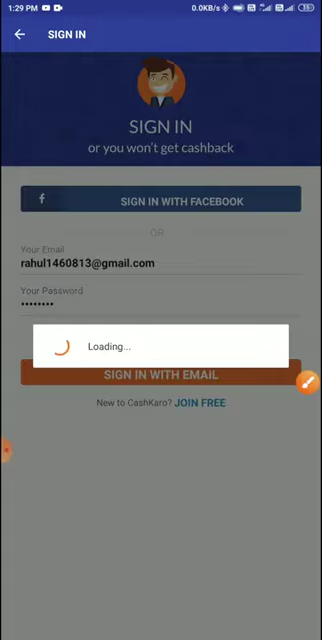 1:29 PM
0.0KB/s
SIGN IN
SIGN IN
or you won't get cashback
f
SIGN IN WITH FACEBOOK
OR
Your Email
rahul1460813@gmail.com
Your Password
••••••••
Loading...
SIGN IN WITH EMAIL
New to CashKaro? JOIN FREE